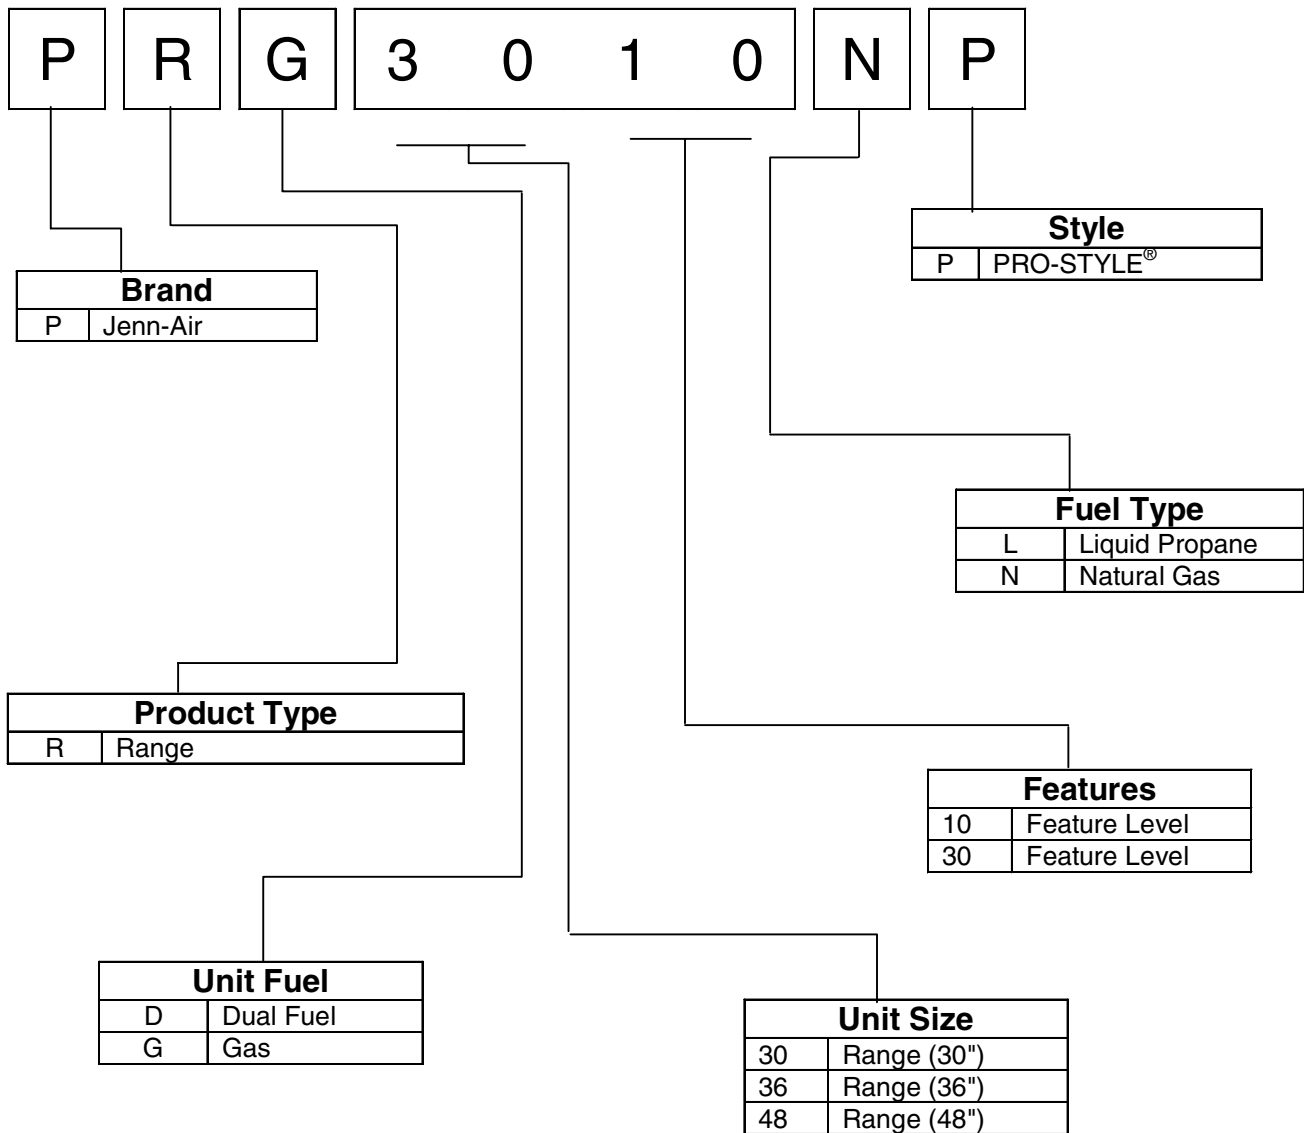 P R G 3 0 1 0 N P
Style
P PRO-STYLE®
Brand
P Jenn-Air
Fuel Type
L Liquid Propane
N Natural Gas
Product Type
R Range
Features
10 Feature Level
30 Feature Level
Unit Fuel
D Dual Fuel
G Gas
Unit Size
30 Range (30")
36 Range (36")
48 Range (48")